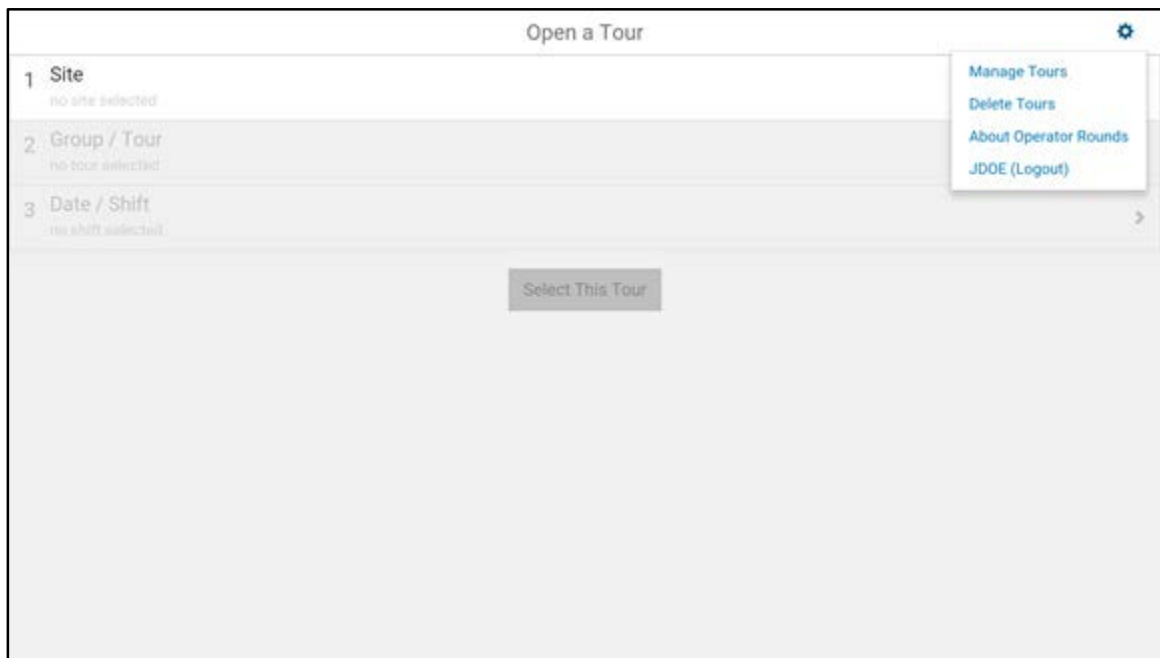 Open a Tour
1 Site
no site selected
2 Group / Tour
no tour selected
3 Date / Shift
no shift selected
Manage Tours
Delete Tours
About Operator Rounds
JDOE (Logout)
Select This Tour